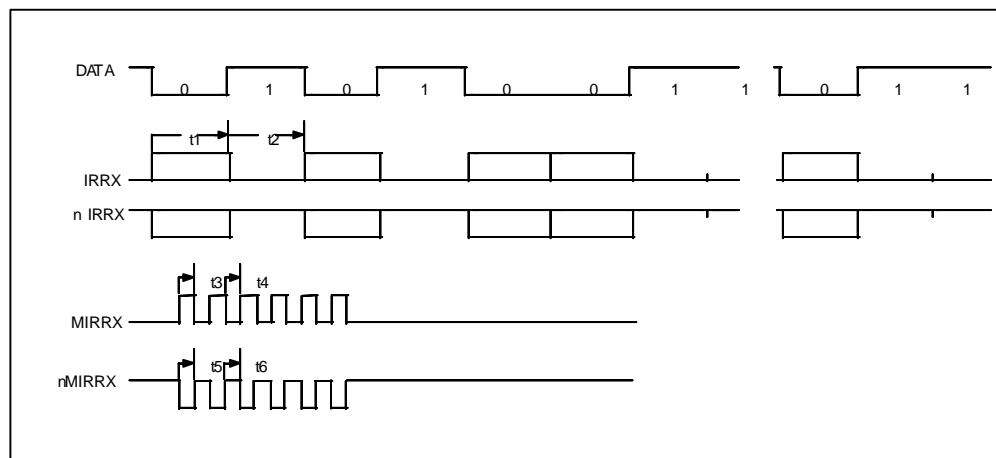 DATA
0 1 0 1 0 0 1 1 0 1 1
t1 t2
IRRX
n IRRX
t3 t4
MIRRX
t5 t6
nMIRRX